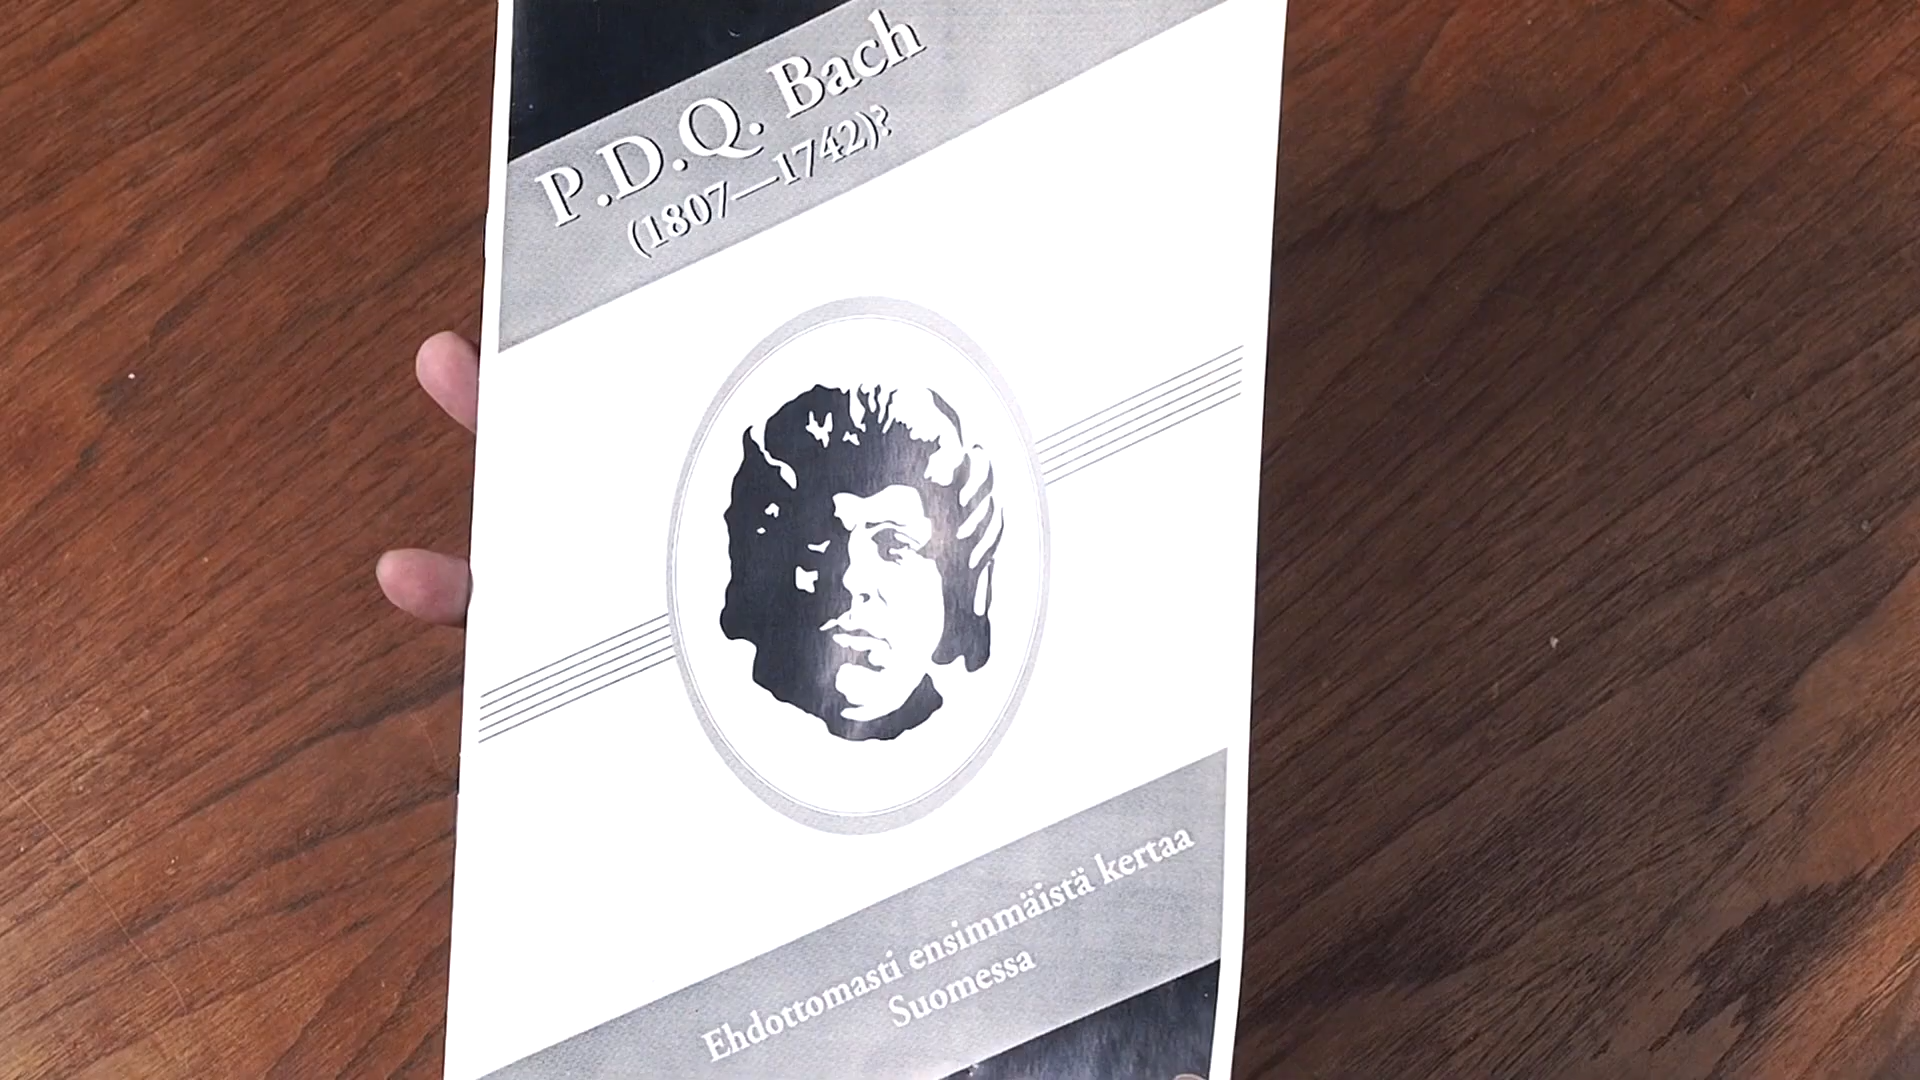 P.D.Q. Bach
(1807—1742)?
Ehdottomasti ensimmäistä kertaa
Suomessa